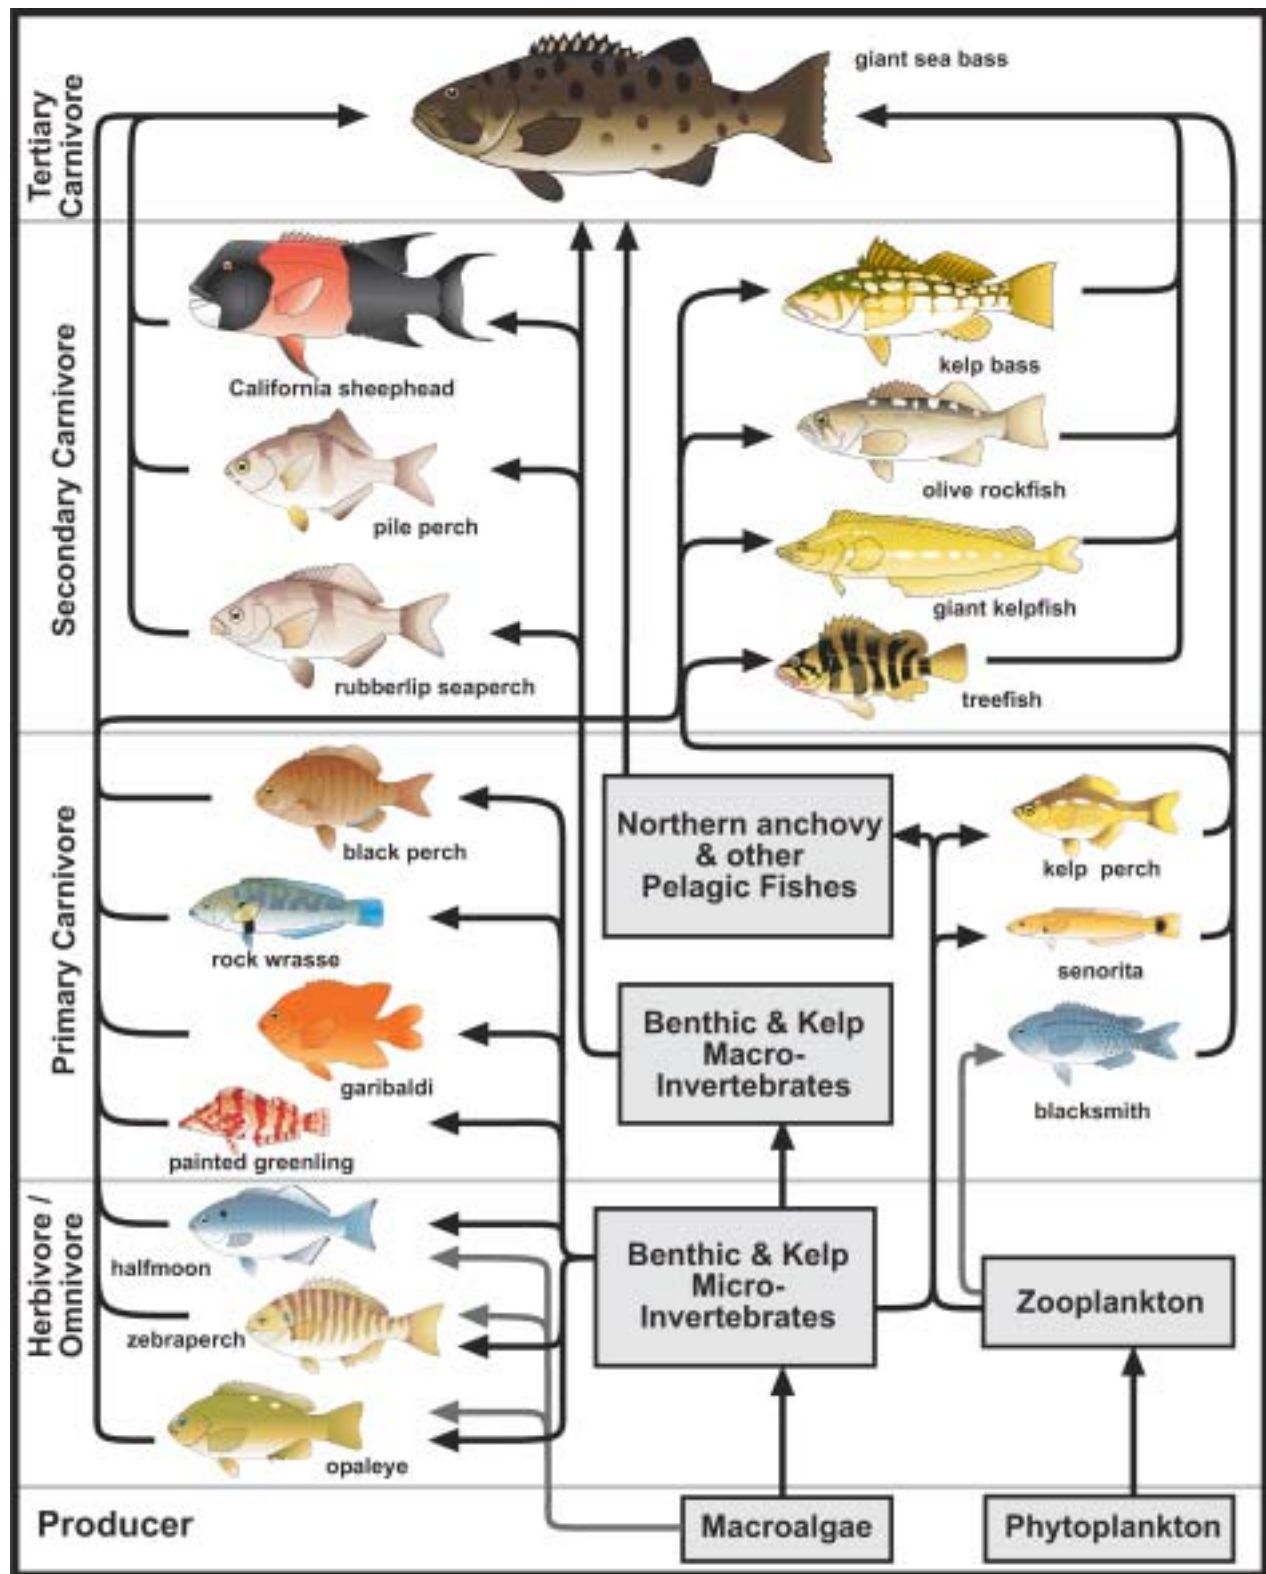 giant sea bass
Tertiary
Carnivore
Secondary Carnivore
California sheephead
pile perch
rubberlip seaperch
kelp bass
olive rockfish
giant kelpfish
treefish
Primary Carnivore
black perch
rock wrasse
garibaldi
painted greenling
Northern anchovy
& other
Pelagic Fishes
Benthic & Kelp
Macro-
Invertebrates
kelp perch
senorita
blacksmith
Herbivore /
Omnivore
halfmoon
zebraperch
opaleye
Benthic & Kelp
Micro-
Invertebrates
Zooplankton
Producer
Macroalgae
Phytoplankton